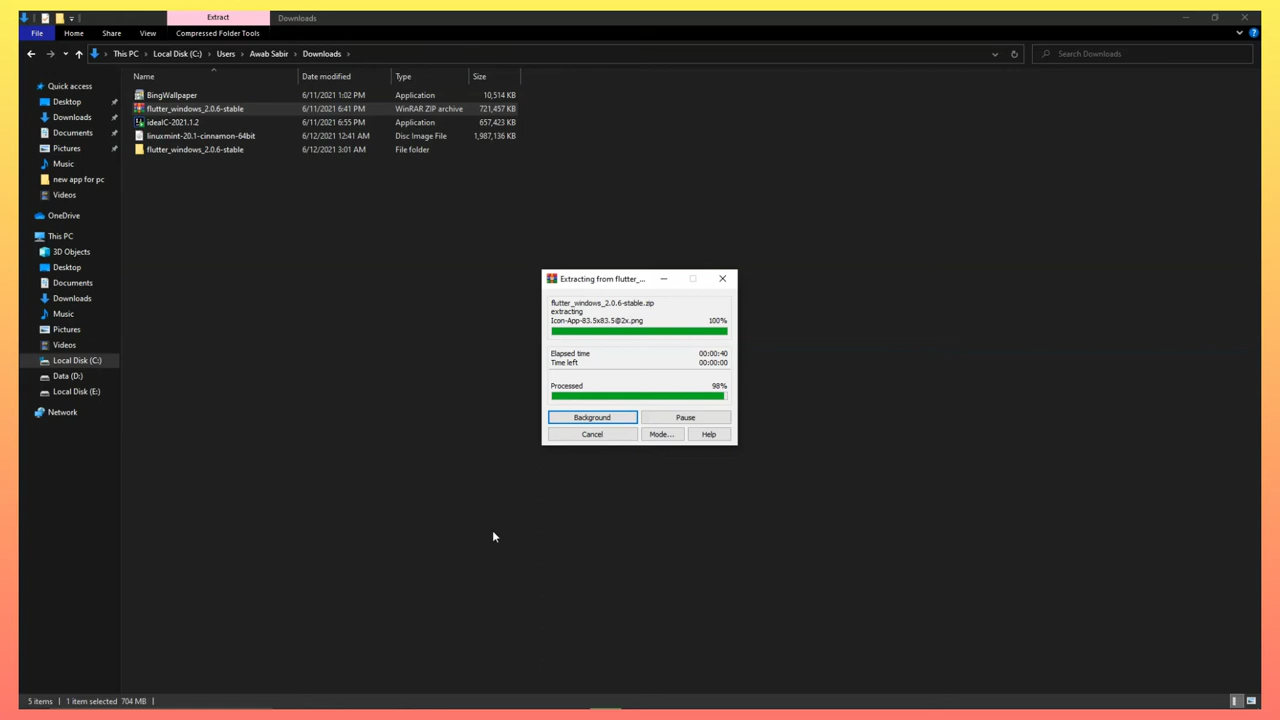 Extract
Downloads
File
Home
Share
View
Compressed Folder Tools
This PC
Local Disk (C:)
Users
Awab Sabir
Downloads
Search Downloads
Name
Date modified
Type
Size
BingWallpaper 6/11/2021 1:02 PM Application 10,514 KB
flutter_windows_2.0.6-stable 6/11/2021 6:41 PM WinRAR ZIP archive 721,457 KB
ideaIC-2021.1.2 6/11/2021 6:55 PM Application 657,423 KB
linuxmint-20.1-cinnamon-64bit 6/12/2021 12:41 AM Disc Image File 1,987,136 KB
flutter_windows_2.0.6-stable 6/12/2021 3:01 AM File folder
Quick access
Desktop
Downloads
Documents
Pictures
Music
new app for pc
Videos
OneDrive
This PC
3D Objects
Desktop
Documents
Downloads
Music
Pictures
Videos
Local Disk (C:)
Data (D:)
Local Disk (E:)
Network
Extracting from flutter_...
flutter_windows_2.0.6-stable.zip
extracting
Icon-App-83.5x83.5@2x.png 100%
Elapsed time 00:00:40
Time left 00:00:00
Processed 98%
Background
Pause
Cancel
Mode...
Help
5 items
1 item selected 704 MB